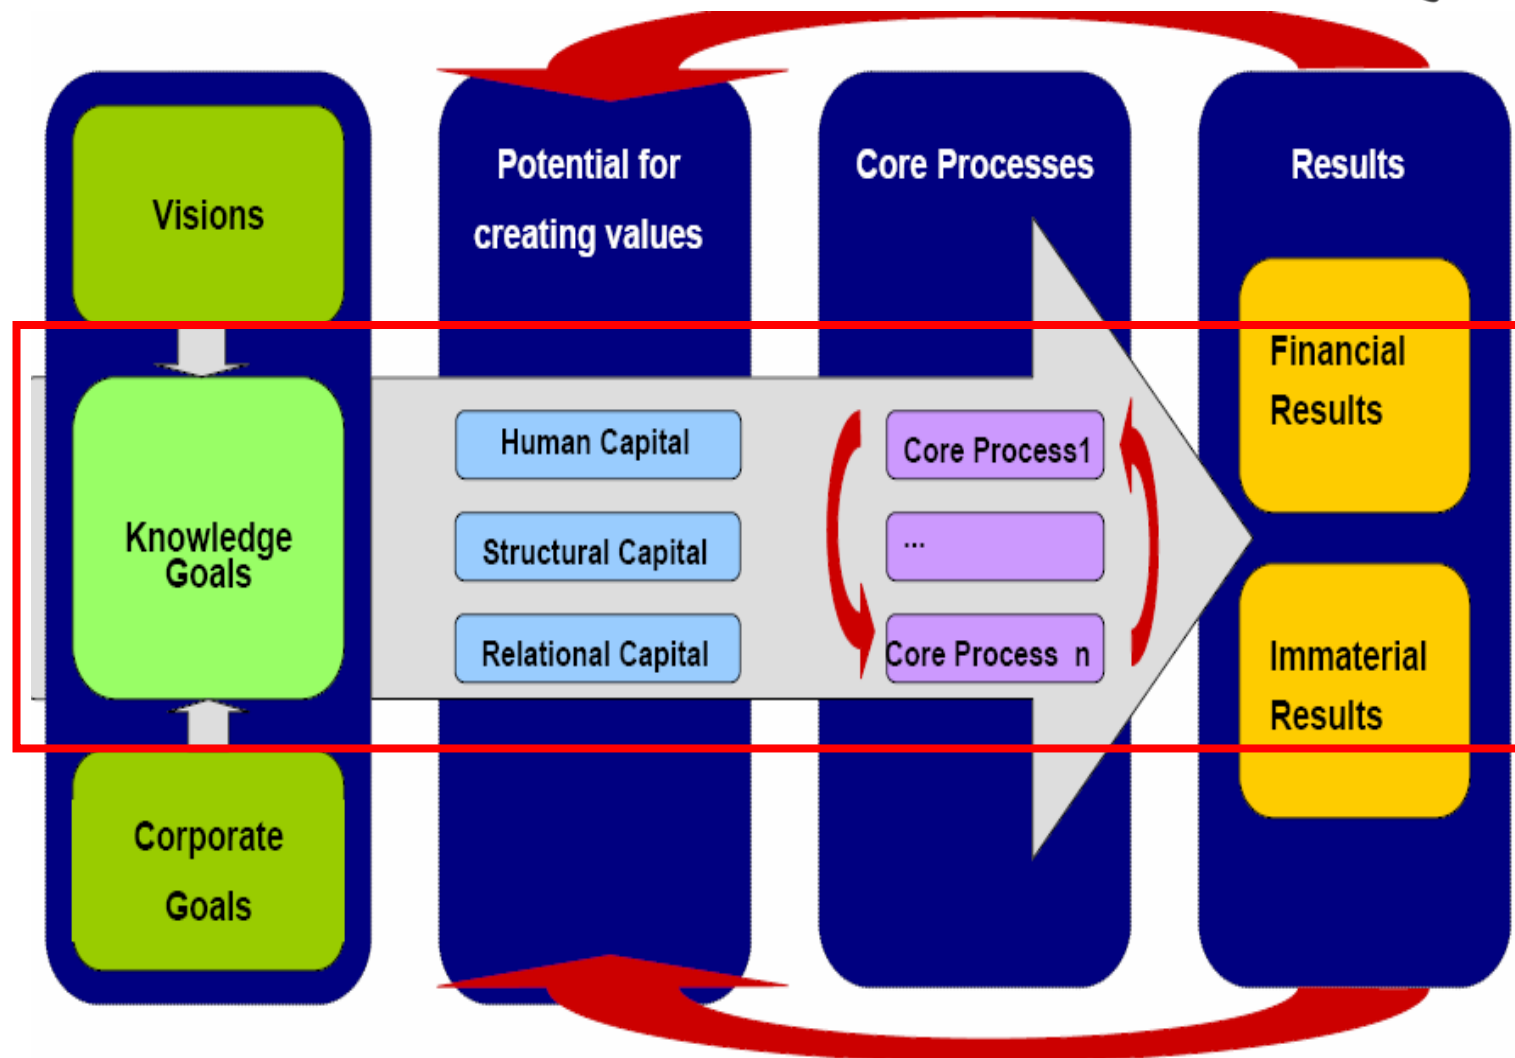 Visions
Knowledge
Goals
Corporate
Goals
Potential for
creating values
Human Capital
Structural Capital
Relational Capital
Core Processes
Core Process1
...
Core Process n
Results
Financial
Results
Immaterial
Results